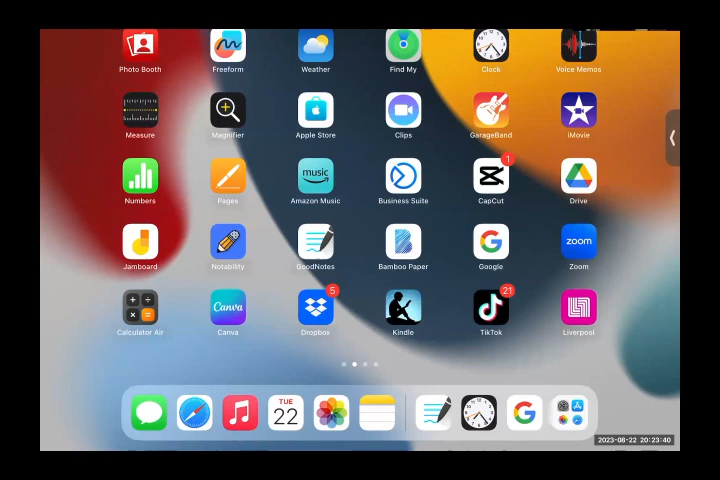 Photo Booth Freeform Weather Find My Clock Voice Memos
Measure Magnifier Apple Store Clips GarageBand iMovie
music
Numbers Pages Amazon Music Business Suite CapCut Drive
1
zoom
Jamboard Notability GoodNotes Bamboo Paper Google Zoom
Canva
5
21
Calculator Air Canva Dropbox Kindle TikTok Liverpool
TUE
22
2023-08-22 20:23:40